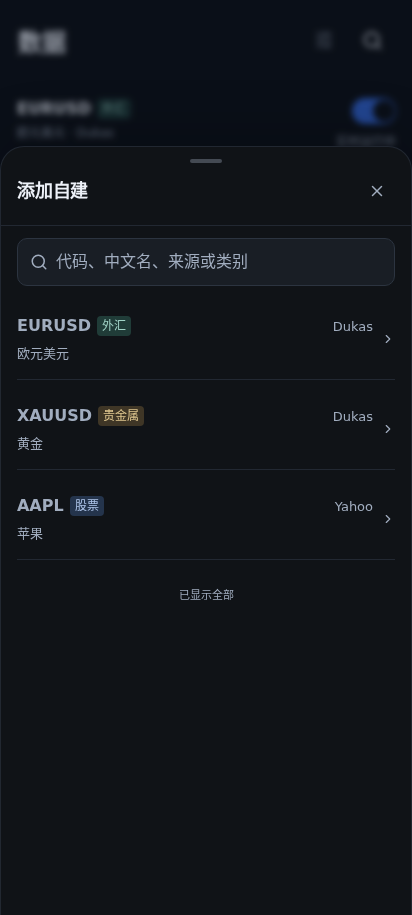 数据
EURUSD 外汇
添加自建
代码、中文名、来源或类别
EURUSD 外汇 Dukas
欧元美元
XAUUSD 贵金属 Dukas
黄金
AAPL 股票 Yahoo
苹果
已显示全部